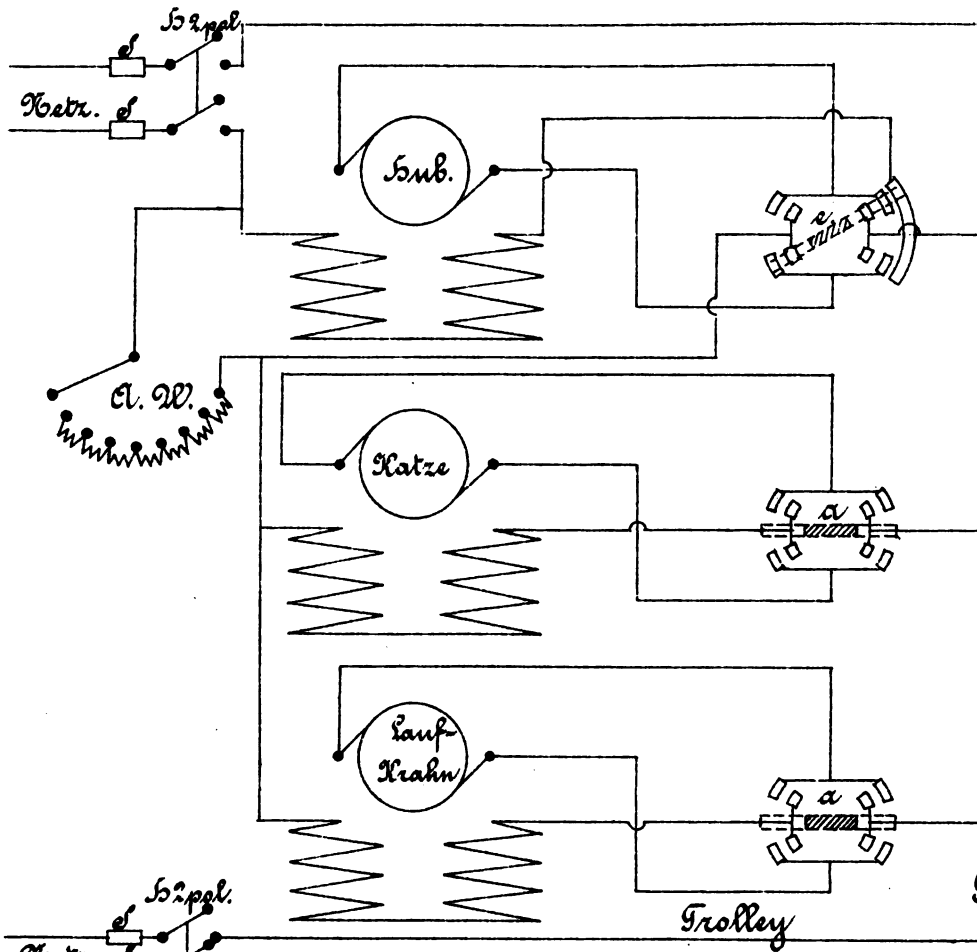 H 2pol.
S
Netz.
S
Hub.
e
A. W.
Katze
a
Lauf-
Krahn
a
H 2pol.
S
Trolley